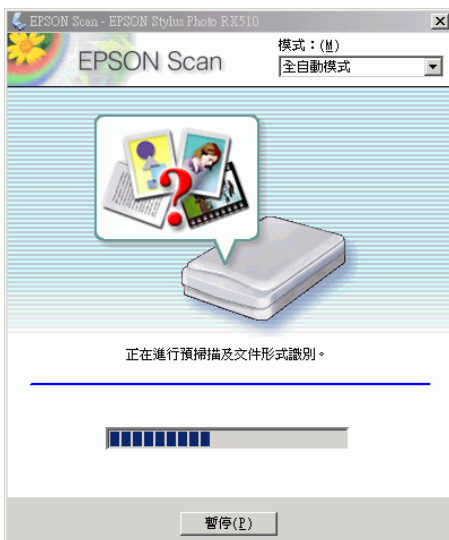 EPSON Scan - EPSON Stylus Photo RX510
EPSON Scan
模式：(M)
全自動模式
正在進行預掃描及文件形式識別。
暫停(P)